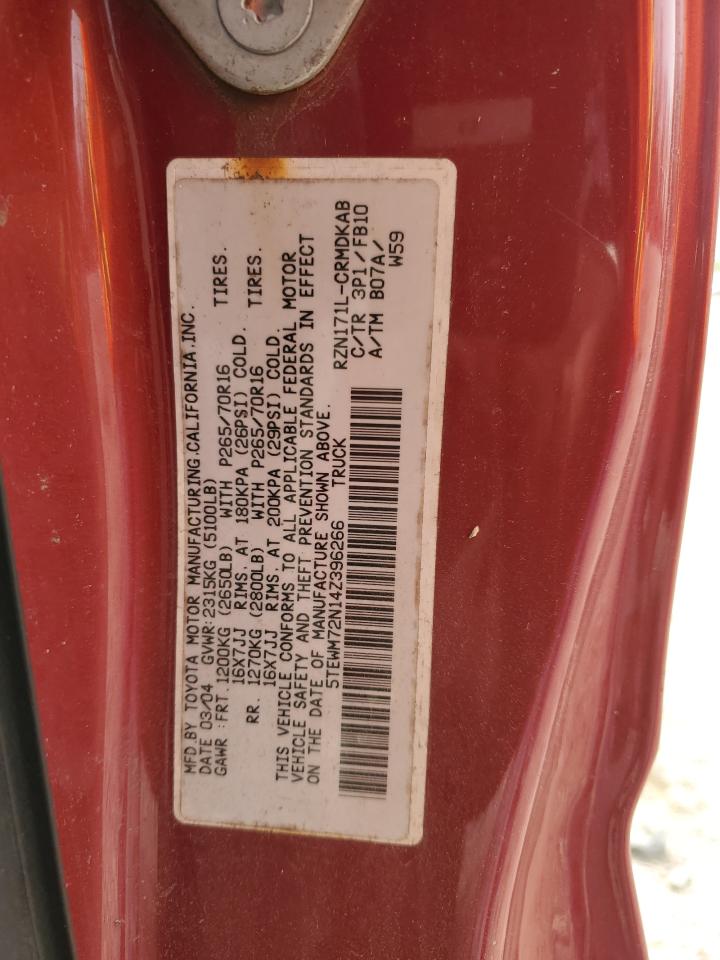 MFD.BY TOYOTA MOTOR MANUFACTURING.CALIFORNIA.INC.
DATE 03/04 GVWR:2315KG (5100LB)
GAWR :FRT.1200KG (2650LB) WITH P265/70R16 TIRES.
16X7JJ RIMS. AT 180KPA (26PSI) COLD.
RR. 1270KG (2800LB) WITH P265/70R16 TIRES.
16X7JJ RIMS. AT 200KPA (29PSI) COLD.
THIS VEHICLE CONFORMS TO ALL APPLICABLE FEDERAL MOTOR
VEHICLE SAFETY AND THEFT PREVENTION STANDARDS IN EFFECT
ON THE DATE OF MANUFACTURE SHOWN ABOVE.
5TEWM72N14Z396266 TRUCK
RZN171L-CRMDKAB
C/TR 3P1/FB10
A/TM B07A/
W59